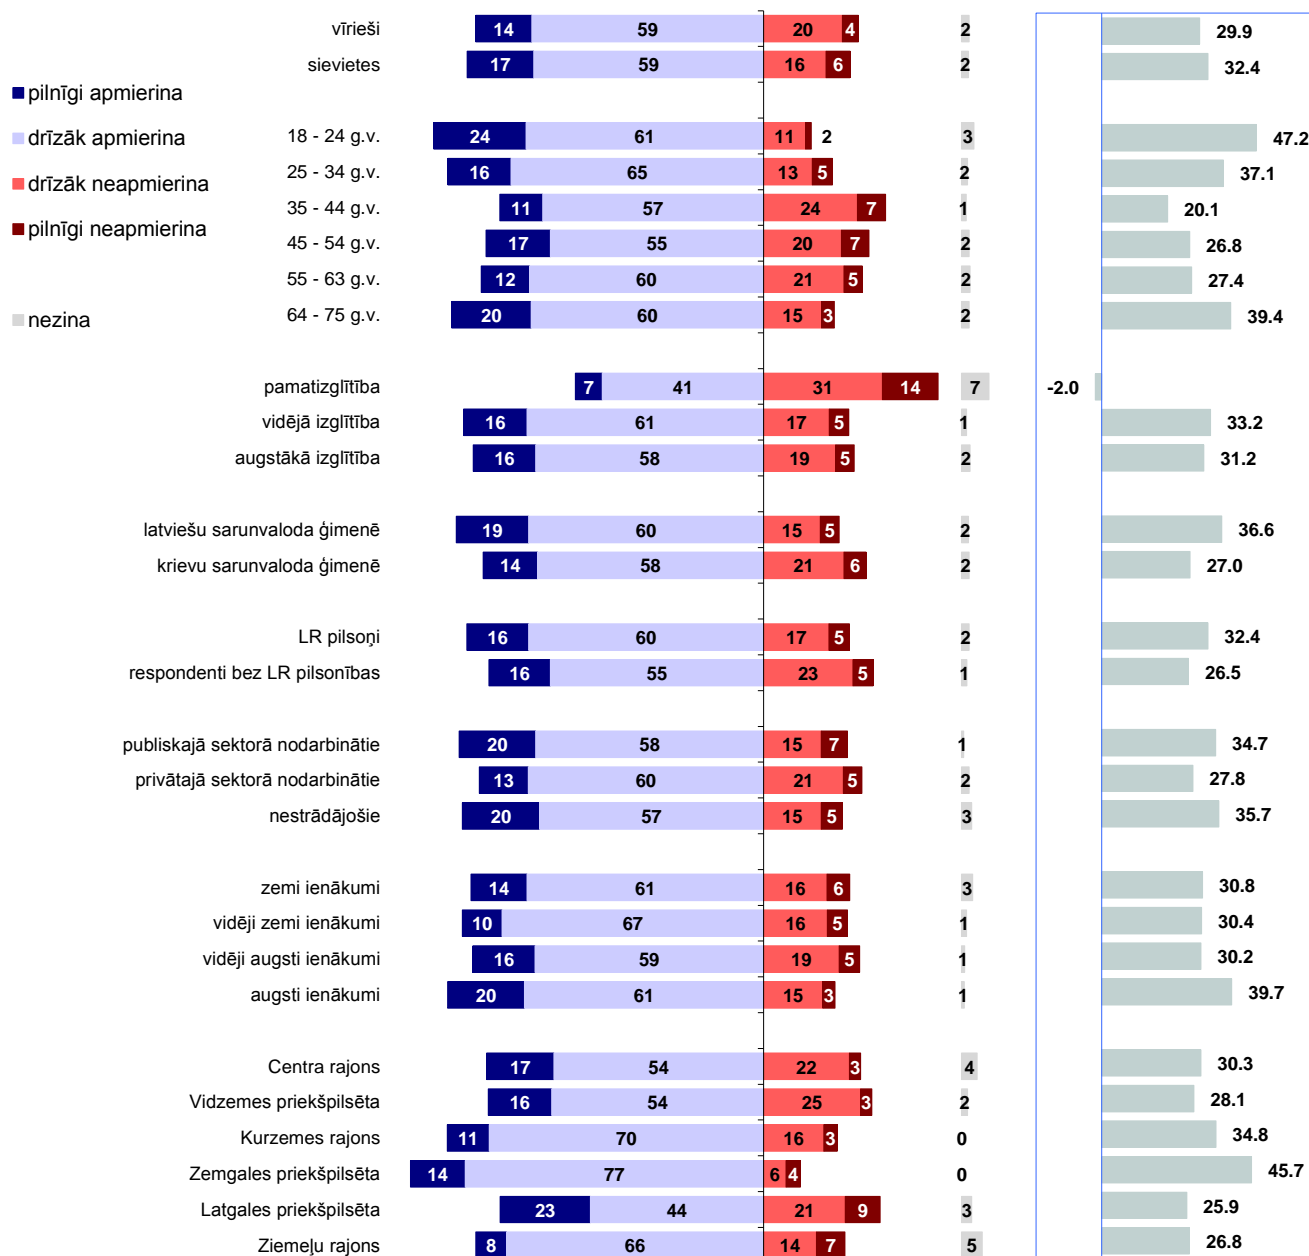 vīrieši 14 59 20 4 2 29.9
sievietes 17 59 16 6 2 32.4
pilnīgi apmierina
drīzāk apmierina
drīzāk neapmierina
pilnīgi neapmierina
nezina
18 - 24 g.v. 24 61 11 2 3 47.2
25 - 34 g.v. 16 65 13 5 2 37.1
35 - 44 g.v. 11 57 24 7 1 20.1
45 - 54 g.v. 17 55 20 7 2 26.8
55 - 63 g.v. 12 60 21 5 2 27.4
64 - 75 g.v. 20 60 15 3 2 39.4
pamatizglītība 7 41 31 14 7 -2.0
vidējā izglītība 16 61 17 5 1 33.2
augstākā izglītība 16 58 19 5 2 31.2
latviešu sarunvaloda ģimenē 19 60 15 5 2 36.6
krievu sarunvaloda ģimenē 14 58 21 6 2 27.0
LR pilsoņi 16 60 17 5 2 32.4
respondenti bez LR pilsonības 16 55 23 5 1 26.5
publiskajā sektorā nodarbinātie 20 58 15 7 1 34.7
privātajā sektorā nodarbinātie 13 60 21 5 2 27.8
nestrādājošie 20 57 15 5 3 35.7
zemi ienākumi 14 61 16 6 3 30.8
vidēji zemi ienākumi 10 67 16 5 1 30.4
vidēji augsti ienākumi 16 59 19 5 1 30.2
augsti ienākumi 20 61 15 3 1 39.7
Centra rajons 17 54 22 3 4 30.3
Vidzemes priekšpilsēta 16 54 25 3 2 28.1
Kurzemes rajons 11 70 16 3 0 34.8
Zemgales priekšpilsēta 14 77 6 4 0 45.7
Latgales priekšpilsēta 23 44 21 9 3 25.9
Ziemeļu rajons 8 66 14 7 5 26.8